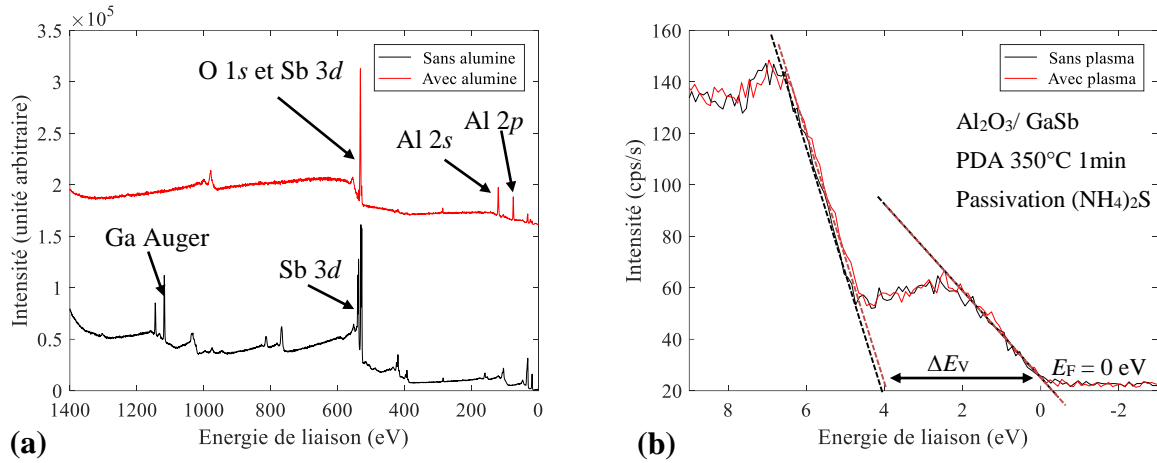 ×10⁵
3.5
3
2.5
2
1.5
1
0.5
0
1400 1200 1000 800 600 400 200 0
Intensité (unité arbitraire)
Energie de liaison (eV)
Sans alumine
Avec alumine
O 1s et Sb 3d
Al 2s
Al 2p
Ga Auger
Sb 3d
(a)
160
140
120
100
80
60
40
20
8 6 4 2 0 -2
Intensité (cps/s)
Energie de liaison (eV)
Sans plasma
Avec plasma
Al₂O₃/ GaSb
PDA 350°C 1min
Passivation (NH₄)₂S
ΔE_V
E_F = 0 eV
(b)